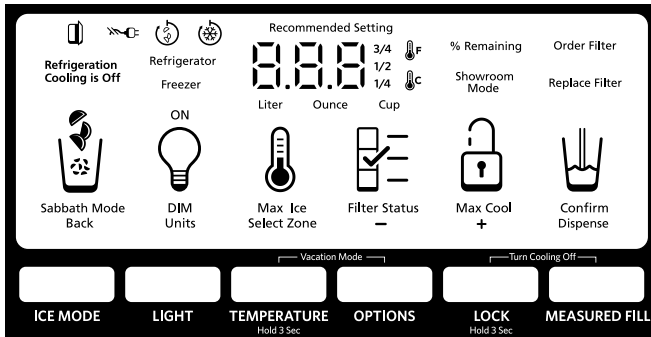 Recommended Setting
Refrigeration
Cooling is Off
Refrigerator
Freezer
8.8.8
3/4
1/2
1/4
F
C
Liter Ounce Cup
% Remaining
Showroom
Mode
Order Filter
Replace Filter
ON
Sabbath Mode
Back
DIM
Units
Max Ice
Select Zone
Filter Status
–
Max Cool
+
Confirm
Dispense
Vacation Mode
Turn Cooling Off
ICE MODE
LIGHT
TEMPERATURE
Hold 3 Sec
OPTIONS
LOCK
Hold 3 Sec
MEASURED FILL